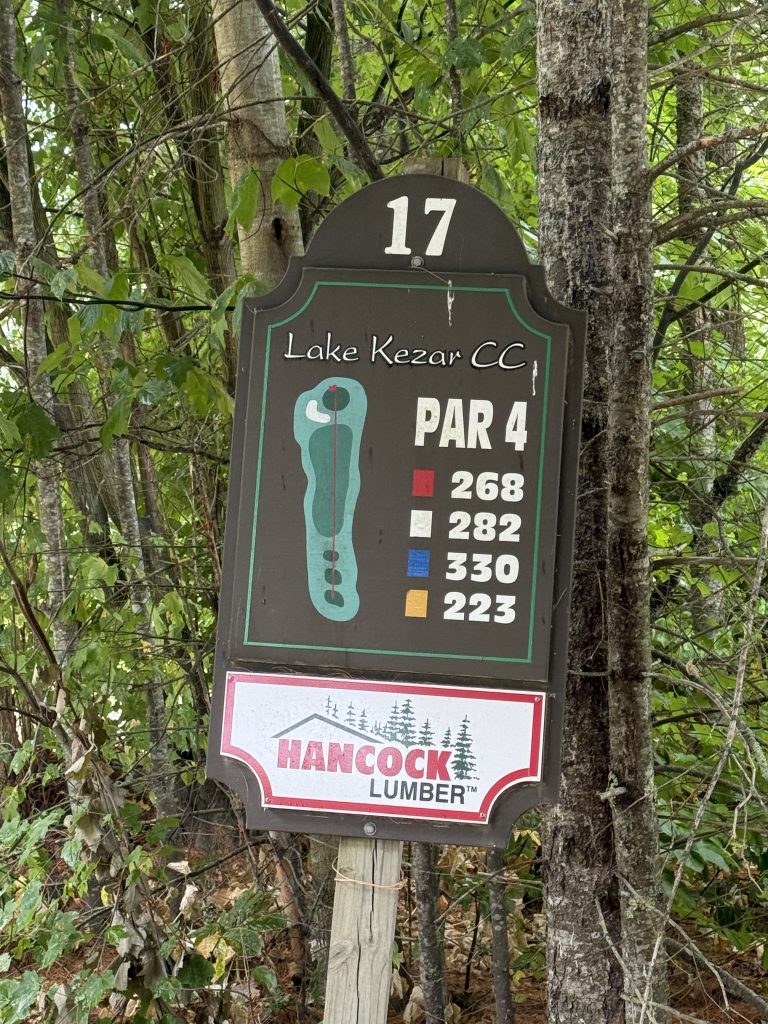 17
Lake Kezar CC
PAR 4
268
282
330
223
HANCOCK
LUMBER™